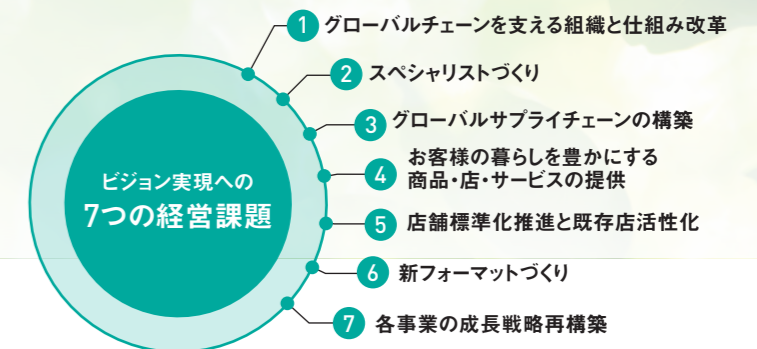 ビジョン実現への
7つの経営課題
1 グローバルチェーンを支える組織と仕組み改革
2 スペシャリストづくり
3 グローバルサプライチェーンの構築
4 お客様の暮らしを豊かにする
商品・店・サービスの提供
5 店舗標準化推進と既存店活性化
6 新フォーマットづくり
7 各事業の成長戦略再構築